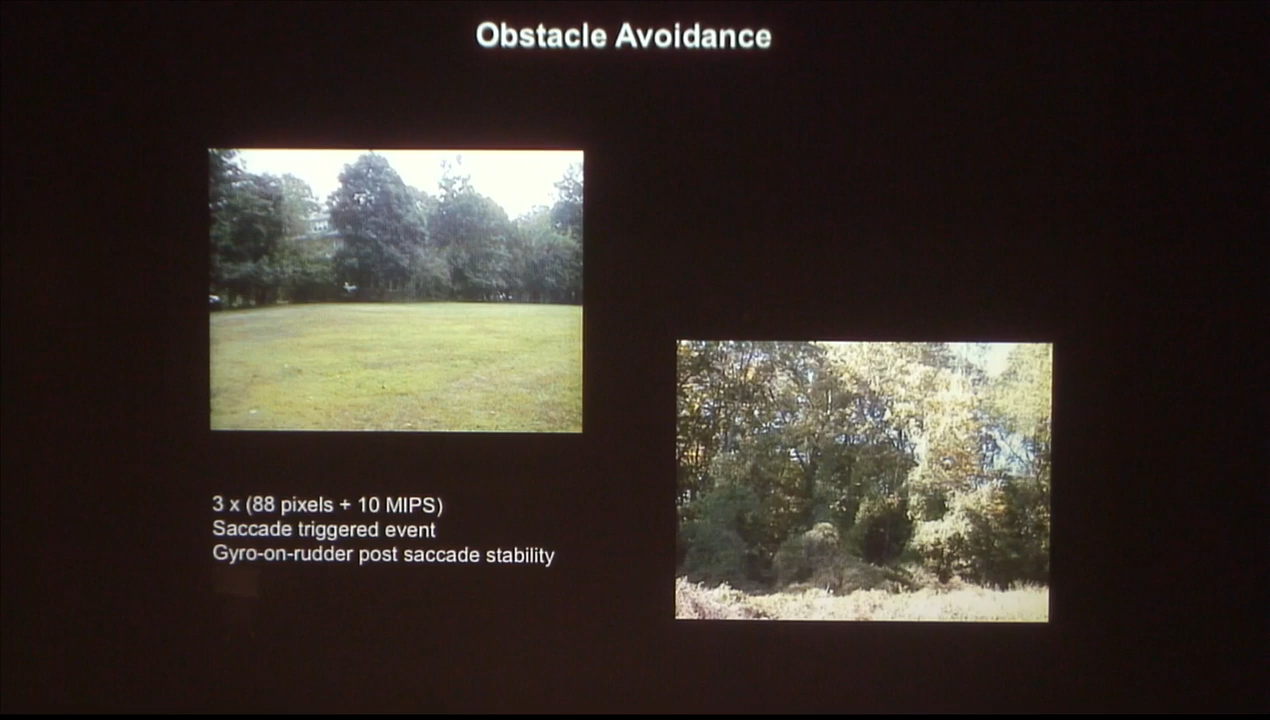 Obstacle Avoidance
3 x (88 pixels + 10 MIPS)
Saccade triggered event
Gyro-on-rudder post saccade stability